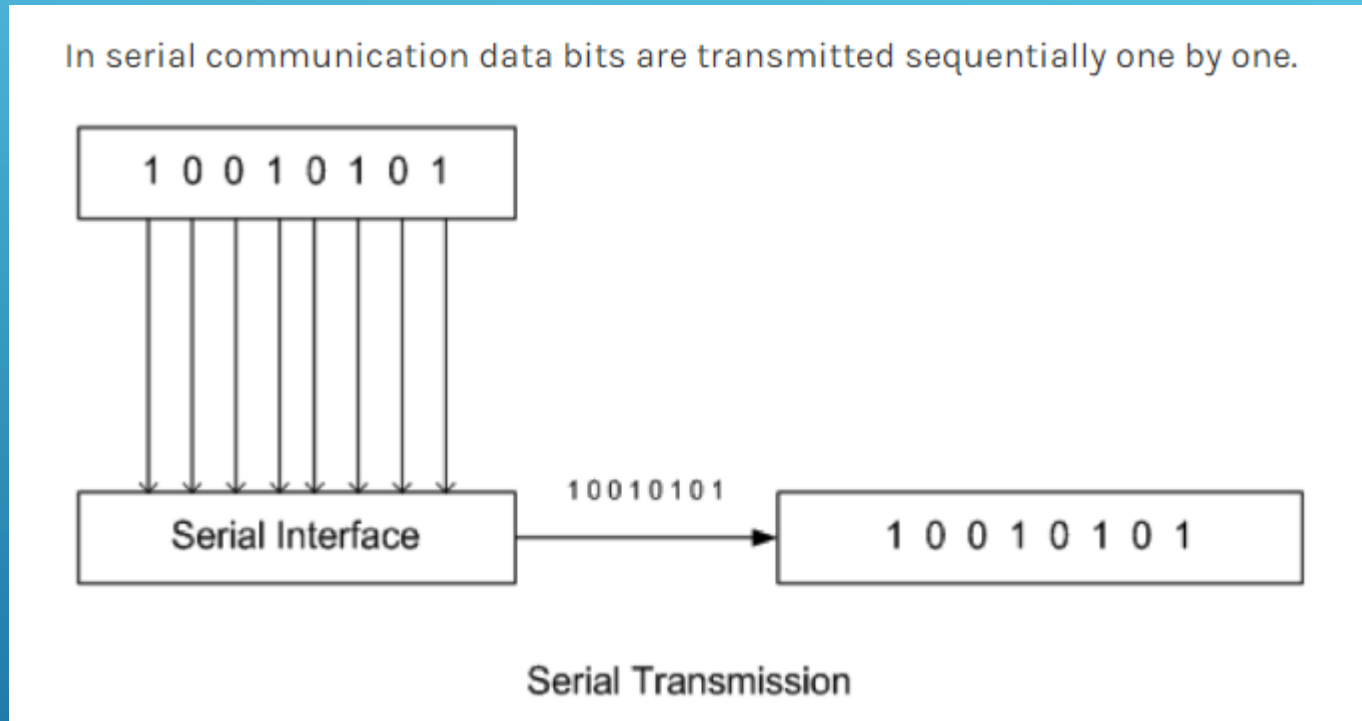 In serial communication data bits are transmitted sequentially one by one.
1 0 0 1 0 1 0 1
10010101
Serial Interface
1 0 0 1 0 1 0 1
Serial Transmission